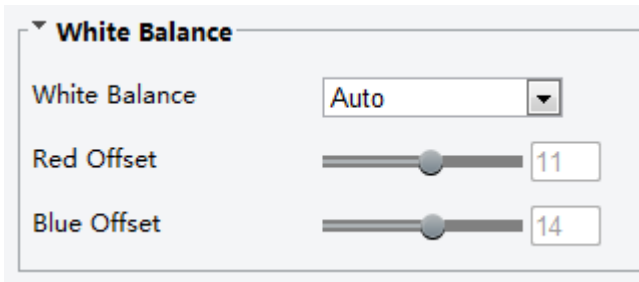 White Balance
White Balance Auto
Red Offset 11
Blue Offset 14